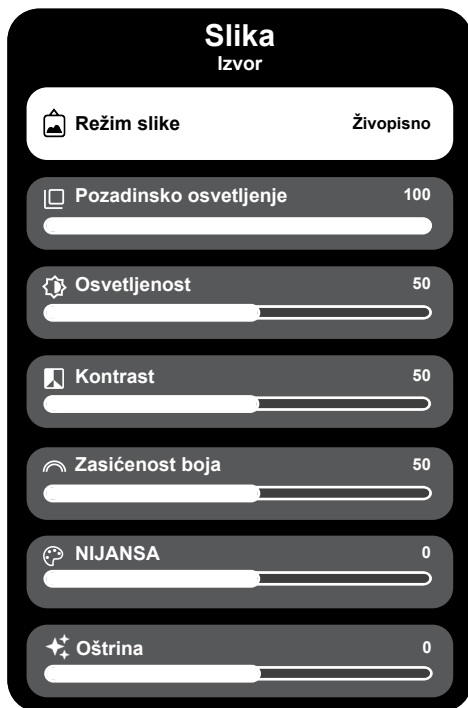 Slika
Izvor
Režim slike Živopisno
Pozadinsko osvetljenje 100
Osvetljenost 50
Kontrast 50
Zasićenost boja 50
NIJANSA 0
Oštrina 0